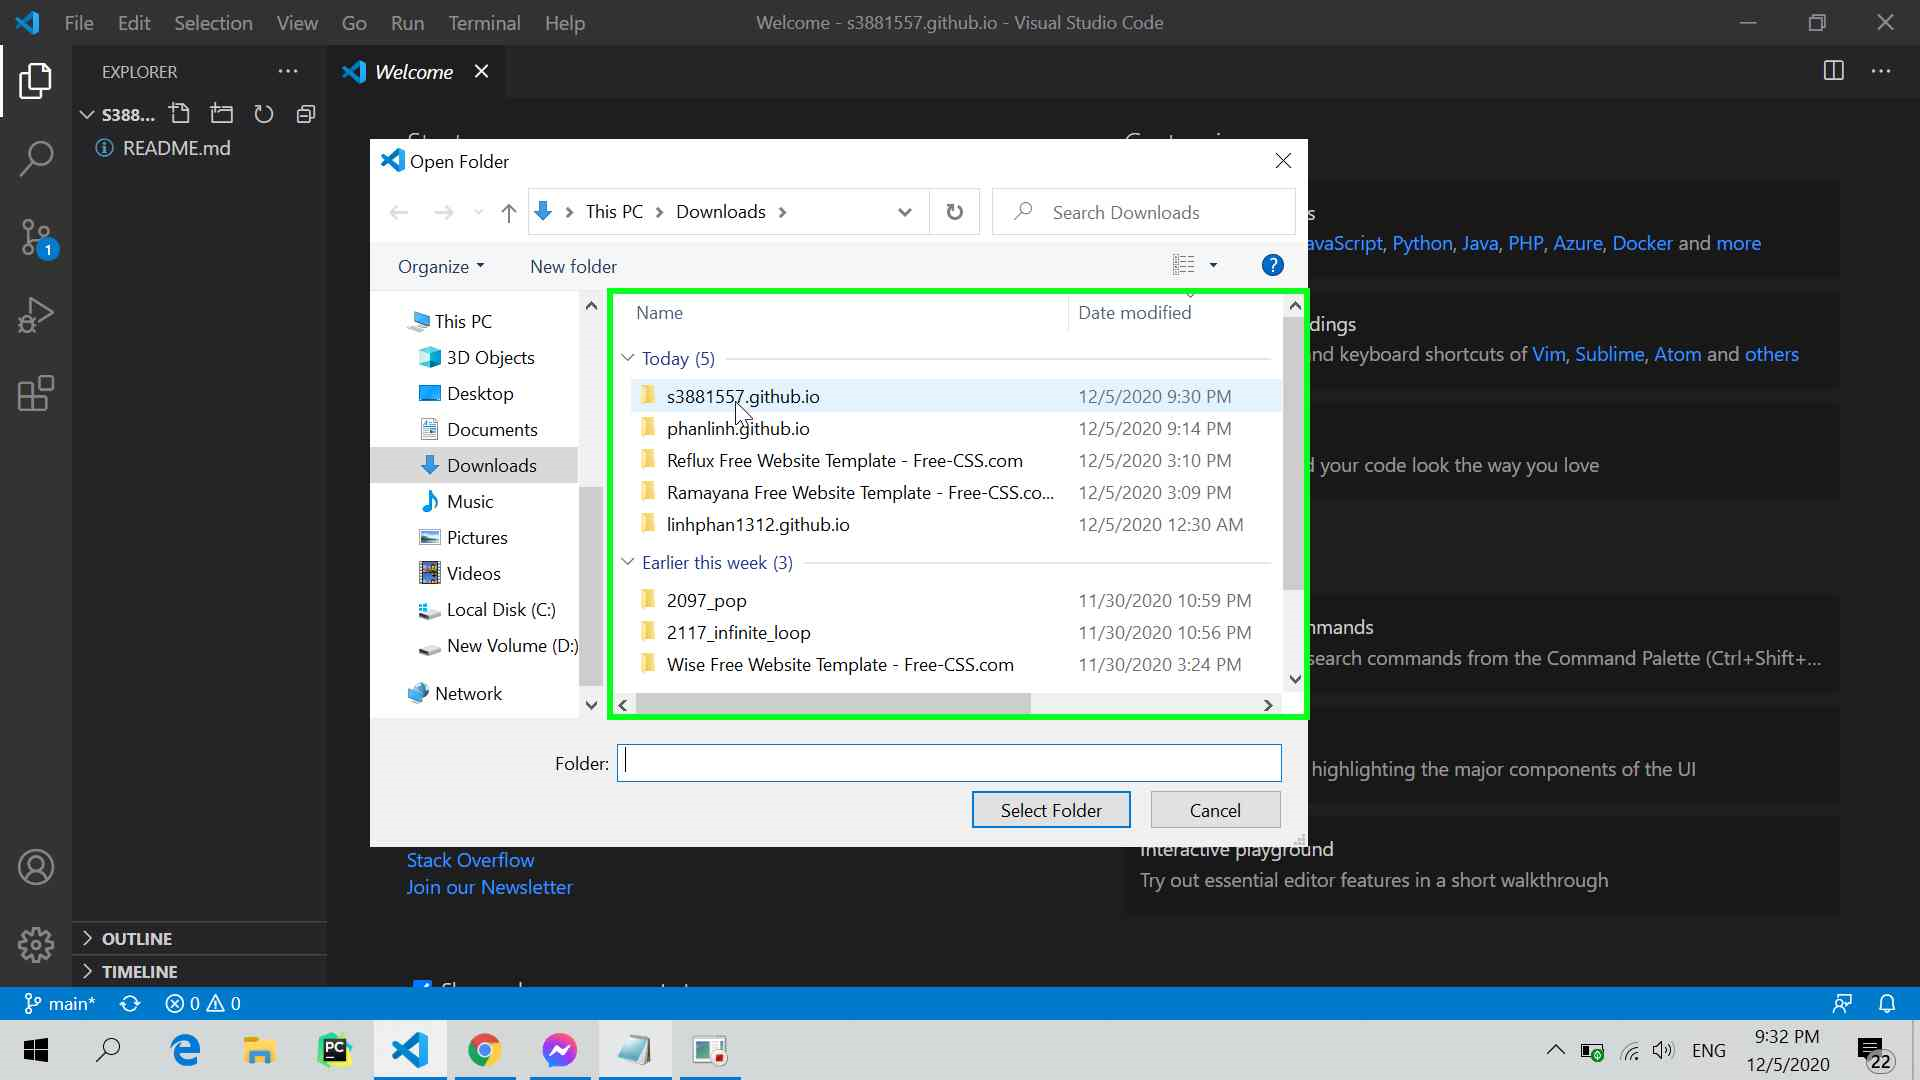 File Edit Selection View Go Run Terminal Help
Welcome - s3881557.github.io - Visual Studio Code
EXPLORER
Welcome
S388...
README.md
1
Open Folder
This PC
Downloads
Search Downloads
Organize
New folder
?
This PC
3D Objects
Desktop
Documents
Downloads
Music
Pictures
Videos
Local Disk (C:)
New Volume (D:)
Network
Name Date modified
Today (5)
s3881557.github.io 12/5/2020 9:30 PM
phanlinh.github.io 12/5/2020 9:14 PM
Reflux Free Website Template - Free-CSS.com 12/5/2020 3:10 PM
Ramayana Free Website Template - Free-CSS.co... 12/5/2020 3:09 PM
linhphan1312.github.io 12/5/2020 12:30 AM
Earlier this week (3)
2097_pop 11/30/2020 10:59 PM
2117_infinite_loop 11/30/2020 10:56 PM
Wise Free Website Template - Free-CSS.com 11/30/2020 3:24 PM
Folder:
Select Folder
Cancel
s
avaScript, Python, Java, PHP, Azure, Docker and more
dings
nd keyboard shortcuts of Vim, Sublime, Atom and others
d your code look the way you love
mmands
search commands from the Command Palette (Ctrl+Shift+...
highlighting the major components of the UI
Interactive playground
Try out essential editor features in a short walkthrough
Stack Overflow
Join our Newsletter
OUTLINE
TIMELINE
main* 0 0
PC
ENG
9:32 PM
12/5/2020
22